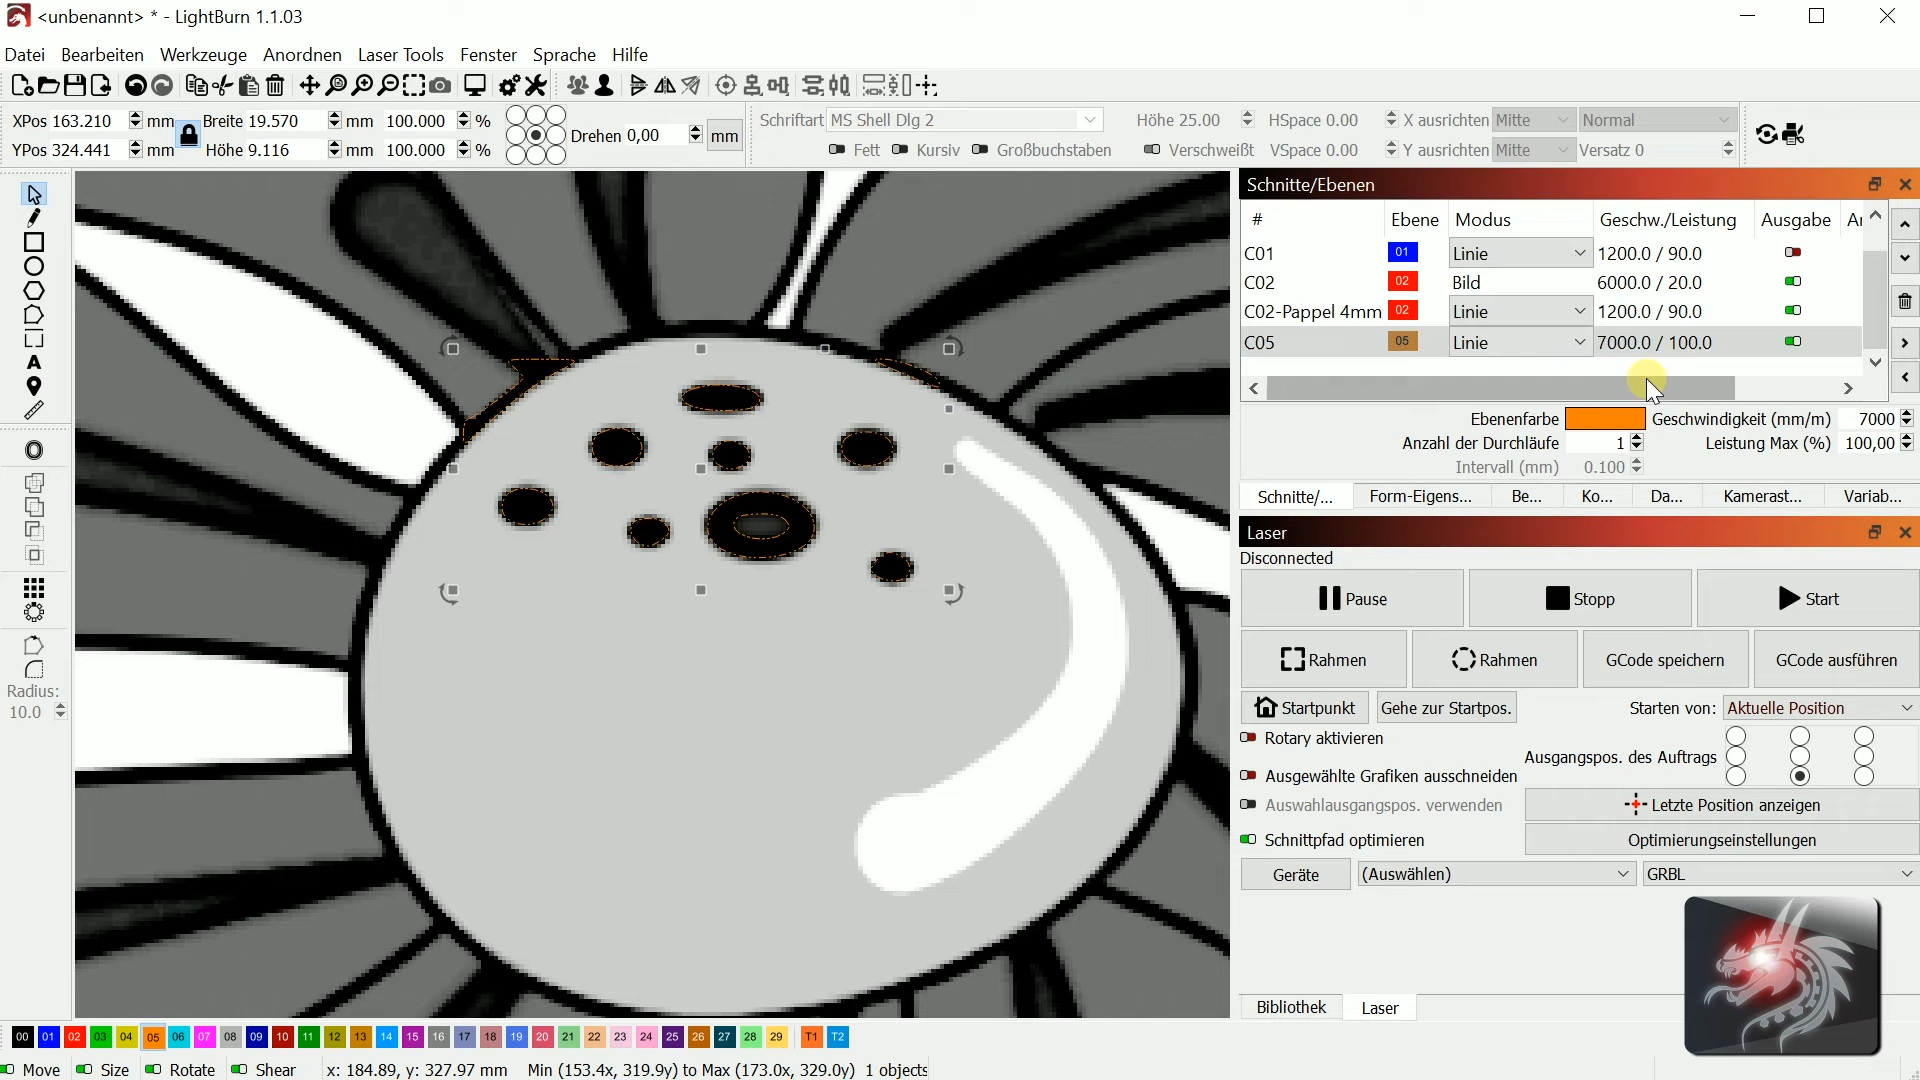 <unbenannt> * - LightBurn 1.1.03
Datei Bearbeiten Werkzeuge Anordnen Laser Tools Fenster Sprache Hilfe
XPos 163.210 mm Breite 19.570 mm 100.000 %
YPos 324.441 mm Höhe 9.116 mm 100.000 %
Drehen 0,00 mm
Schriftart MS Shell Dlg 2 Höhe 25.00 HSpace 0.00 X ausrichten Mitte Normal
Fett Kursiv Großbuchstaben Verschweißt VSpace 0.00 Y ausrichten Mitte Versatz 0
Schnitte/Ebenen
# Ebene Modus Geschw./Leistung Ausgabe
C01 01 Linie 1200.0 / 90.0
C02 02 Bild 6000.0 / 20.0
C02-Pappel 4mm 02 Linie 1200.0 / 90.0
C05 05 Linie 7000.0 / 100.0
Ebenenfarbe Geschwindigkeit (mm/m) 7000
Anzahl der Durchläufe 1 Leistung Max (%) 100,00
Intervall (mm) 0.100
Schnitte/... Form-Eigens... Be... Ko... Da... Kamerast... Variab...
Laser
Disconnected
Pause Stopp Start
Rahmen Rahmen GCode speichern GCode ausführen
Startpunkt Gehe zur Startpos. Starten von: Aktuelle Position
Rotary aktivieren
Ausgangspos. des Auftrags
Ausgewählte Grafiken ausschneiden
Auswahlausgangspos. verwenden Letzte Position anzeigen
Schnittpfad optimieren Optimierungseinstellungen
Geräte (Auswählen) GRBL
Bibliothek Laser
A
Radius:
10.0
00 01 02 03 04 05 06 07 08 09 10 11 12 13 14 15 16 17 18 19 20 21 22 23 24 25 26 27 28 29 T1 T2
Move Size Rotate Shear x: 184.89, y: 327.97 mm Min (153.4x, 319.9y) to Max (173.0x, 329.0y) 1 objects